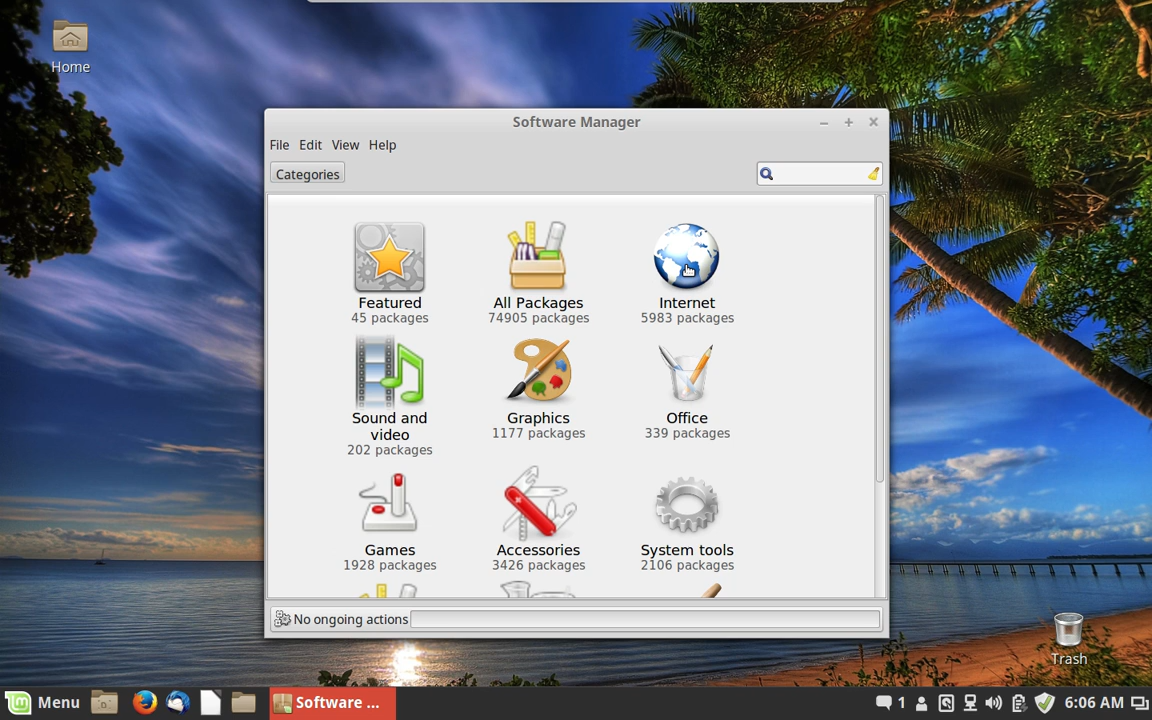 Home
Software Manager
File Edit View Help
Categories
Featured
45 packages
All Packages
74905 packages
Internet
5983 packages
Sound and
video
202 packages
Graphics
1177 packages
Office
339 packages
Games
1928 packages
Accessories
3426 packages
System tools
2106 packages
No ongoing actions
Trash
Menu
Software ...
1
6:06 AM